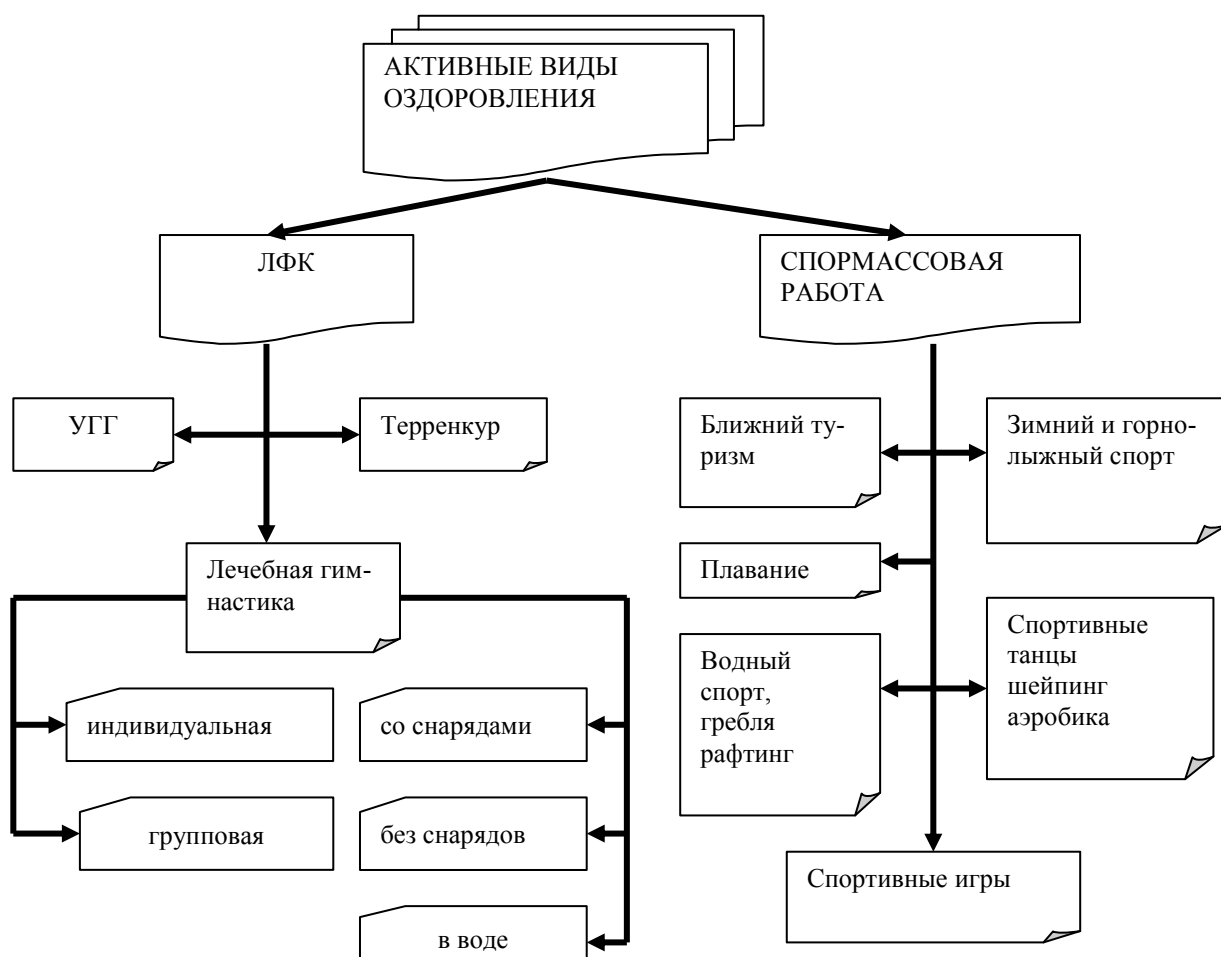 АКТИВНЫЕ ВИДЫ
ОЗДОРОВЛЕНИЯ
ЛФК
СПОРМАССОВАЯ
РАБОТА
УГГ
Терренкур
Ближний ту-
ризм
Зимний и горно-
лыжный спорт
Лечебная гим-
настика
Плавание
Водный
спорт,
гребля
рафтинг
Спортивные
танцы
шейпинг
аэробика
индивидуальная
со снарядами
групповая
без снарядов
Спортивные игры
в воде